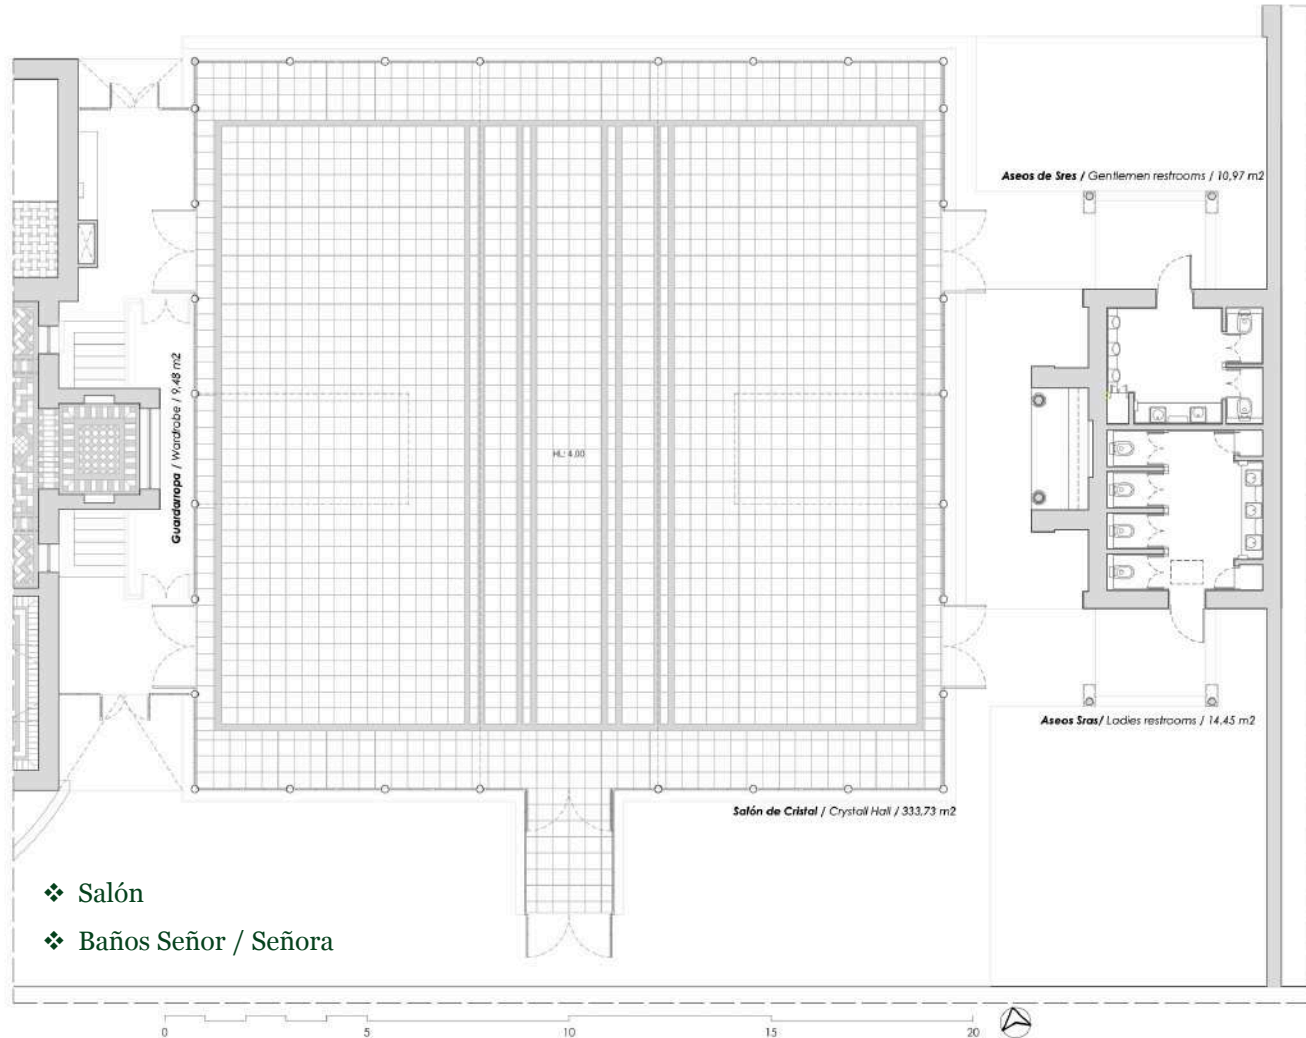 Aseos de Sres / Gentlemen restrooms / 10,97 m2
Guardarropa / Wardrobe / 9,48 m2
HL: 4,00
Aseos Sras/ Ladies restrooms / 14,45 m2
Salón de Cristal / Crystall Hall / 333,73 m2
❖ Salón
❖ Baños Señor / Señora
0 5 10 15 20